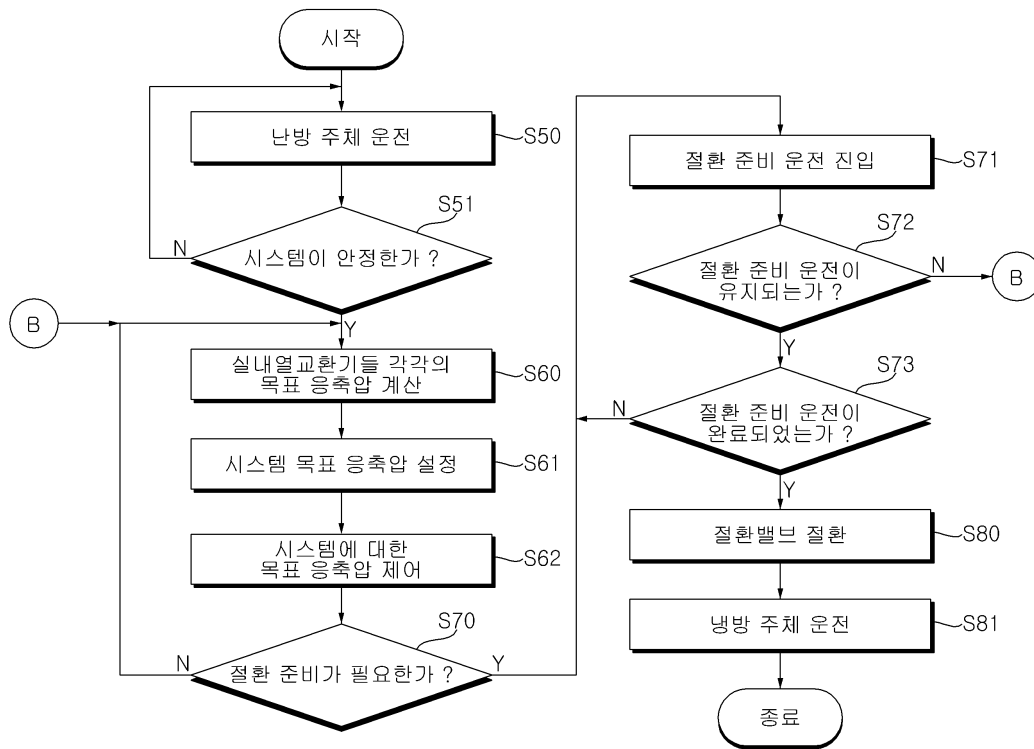 시작
난방 주체 운전
S50
S51
시스템이 안정한가 ?
N
Y
B
실내열교환기들 각각의
목표 응축압 계산
S60
시스템 목표 응축압 설정
S61
시스템에 대한
목표 응축압 제어
S62
S70
절환 준비가 필요한가 ?
N
Y
절환 준비 운전 진입
S71
S72
절환 준비 운전이
유지되는가 ?
N
B
Y
S73
절환 준비 운전이
완료되었는가 ?
N
Y
절환밸브 절환
S80
냉방 주체 운전
S81
종료